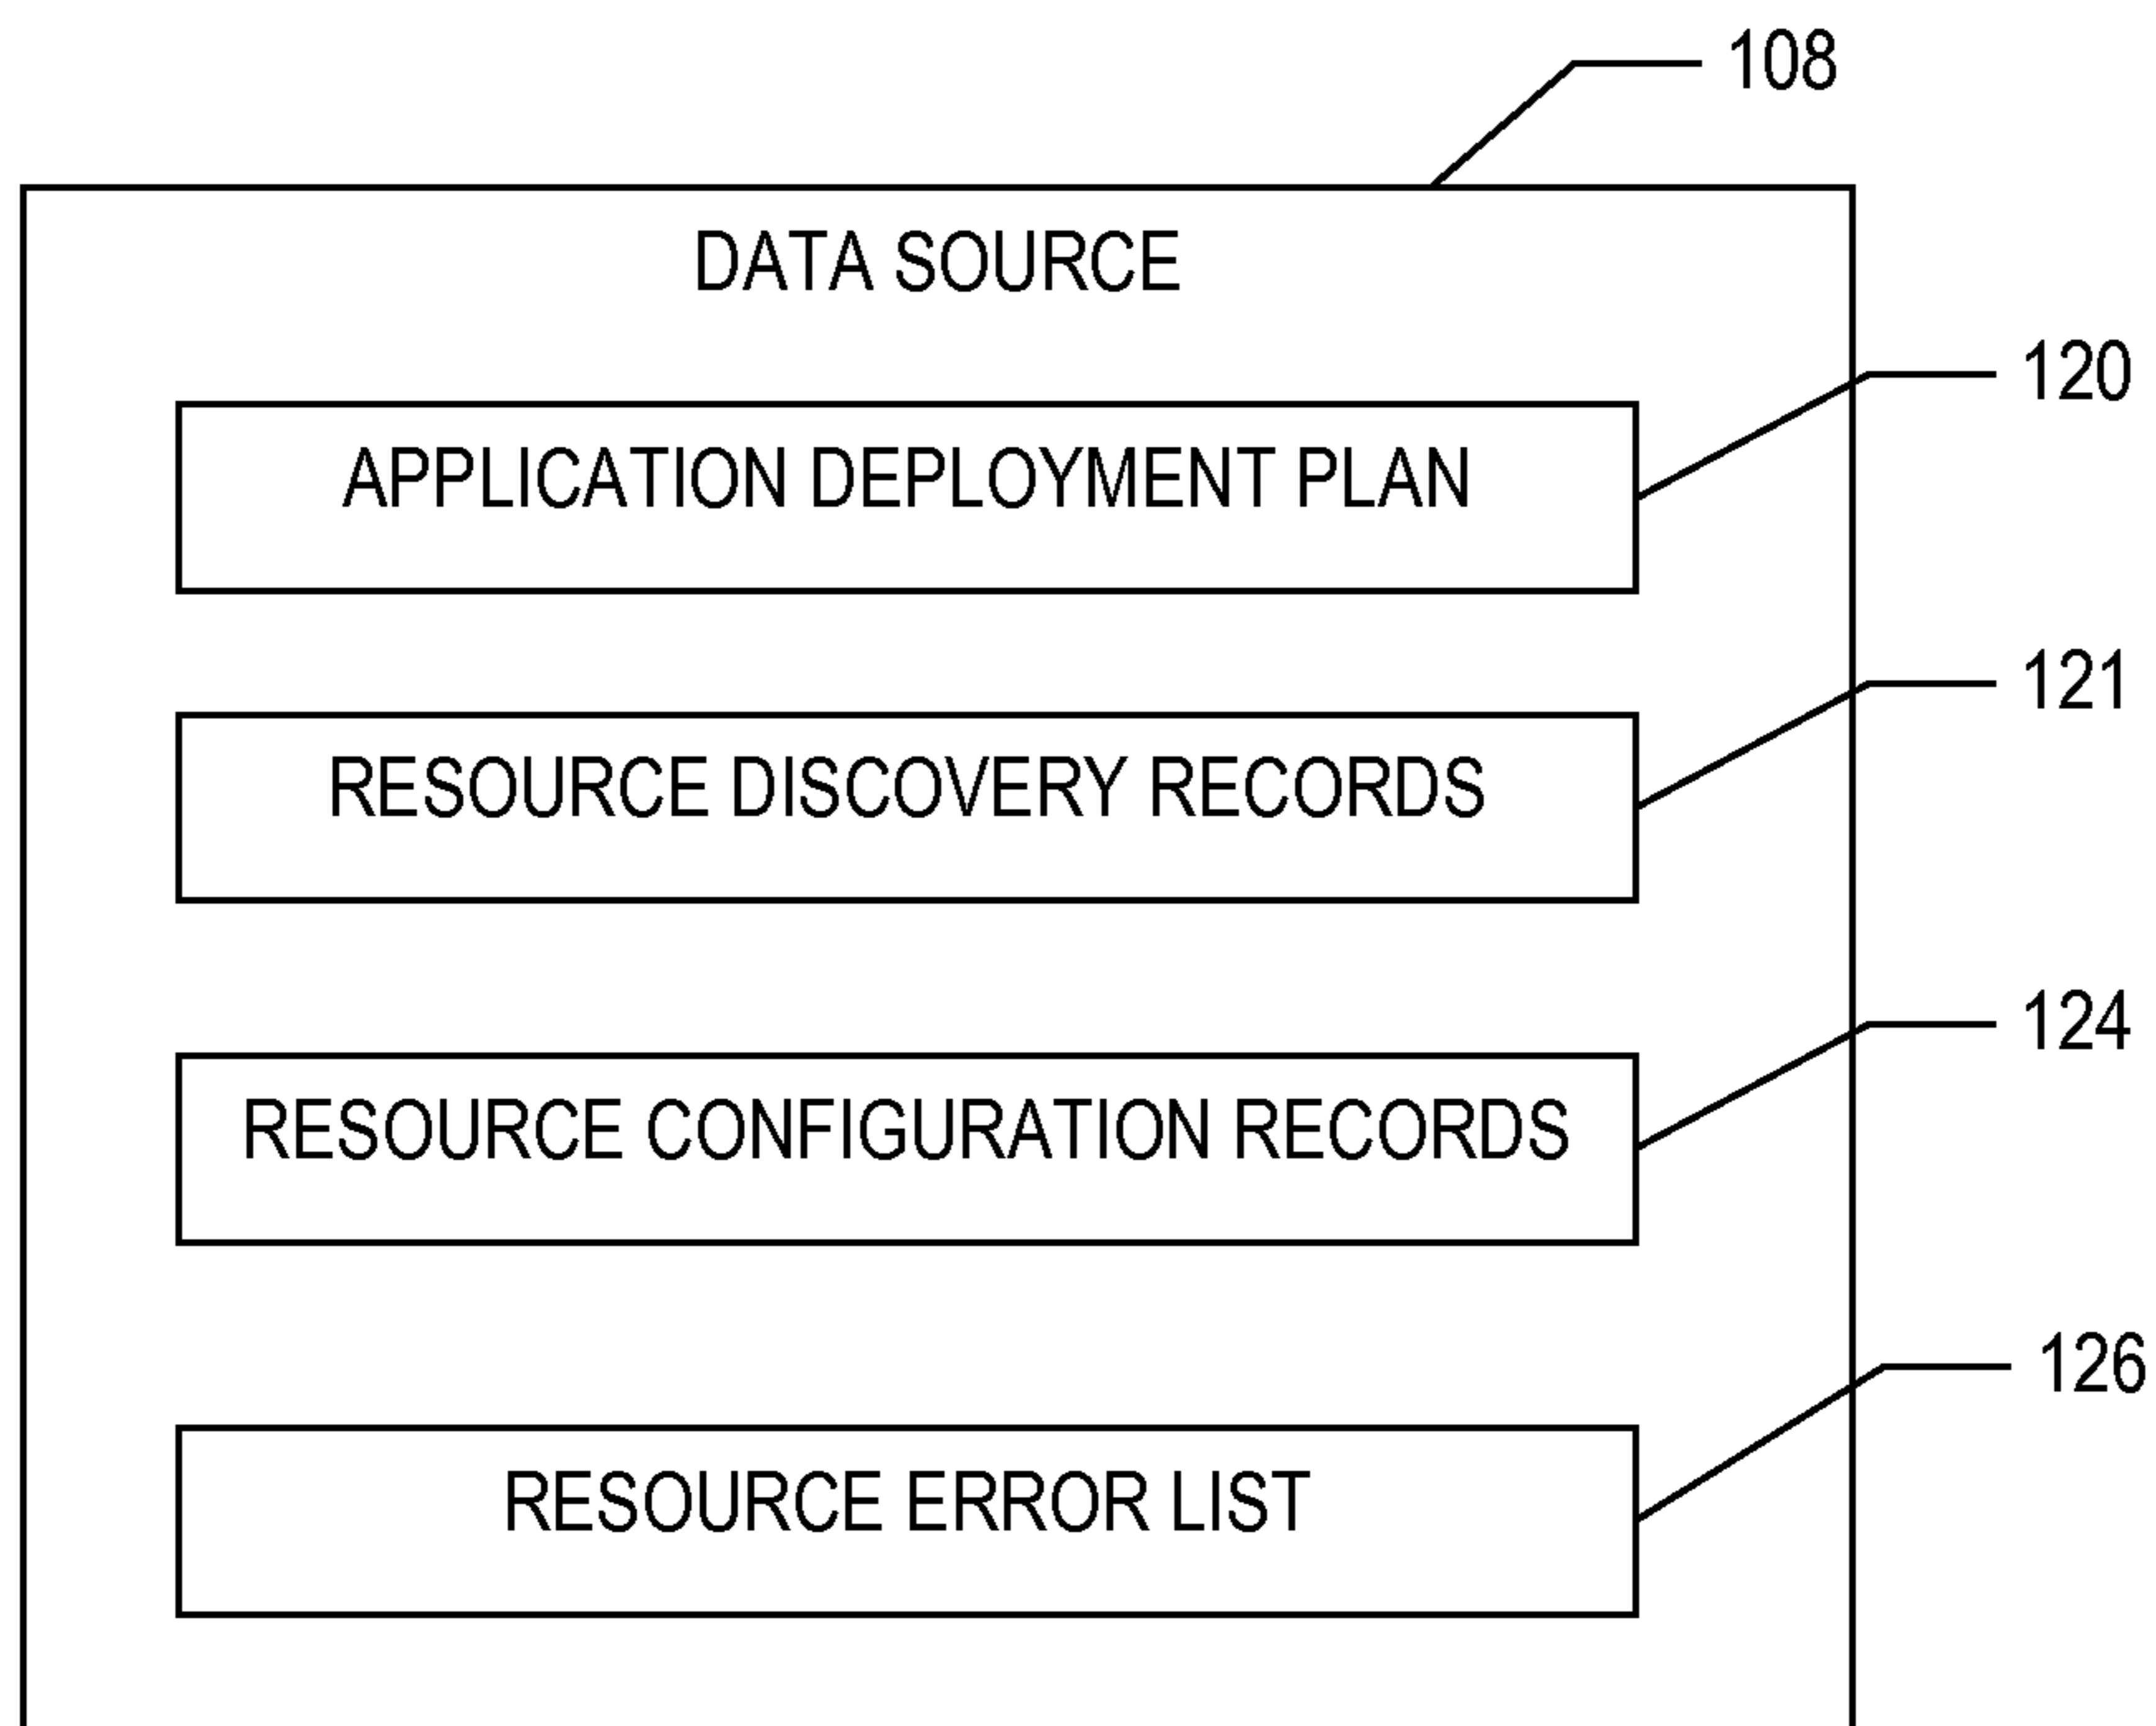 108
DATA SOURCE
120
APPLICATION DEPLOYMENT PLAN
121
RESOURCE DISCOVERY RECORDS
124
RESOURCE CONFIGURATION RECORDS
126
RESOURCE ERROR LIST